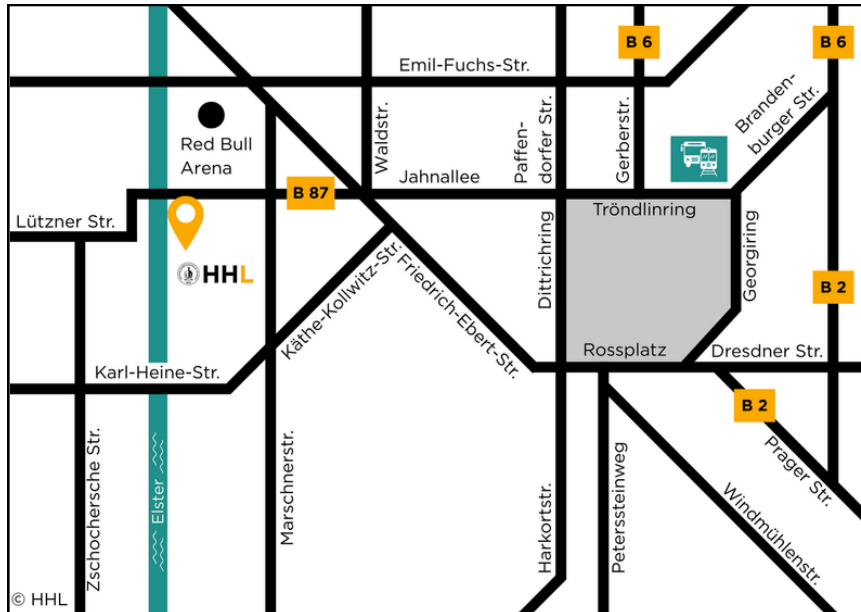 B 6
B 6
Emil-Fuchs-Str.
Branden-
burger Str.
Red Bull
Arena
Waldstr.
Paffen-
dorfer Str.
Gerberstr.
B 87
Jahnallee
Lützner Str.
Tröndlinring
HHL
Käthe-Kollwitz-Str.
Friedrich-Ebert-Str.
Dittrichring
Georgiring
B 2
Rossplatz
Dresdner Str.
Karl-Heine-Str.
B 2
Zschochersche Str.
Elster
Marschnerstr.
Harkortstr.
Peterssteinweg
Windmühlenstr.
Prager Str.
© HHL